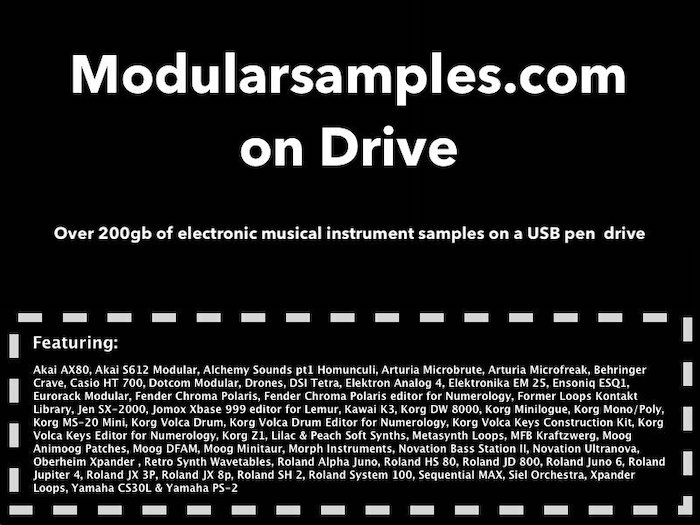 Modularsamples.com
on Drive
Over 200gb of electronic musical instrument samples on a USB pen drive
Featuring:
Akai AX80, Akai S612 Modular, Alchemy Sounds pt1 Homunculi, Arturia Microbrute, Arturia Microfreak, Behringer
Crave, Casio HT 700, Dotcom Modular, Drones, DSI Tetra, Elektron Analog 4, Elektronika EM 25, Ensoniq ESQ1,
Eurorack Modular, Fender Chroma Polaris, Fender Chroma Polaris editor for Numerology, Former Loops Kontakt
Library, Jen SX-2000, Jomox Xbase 999 editor for Lemur, Kawai K3, Korg DW 8000, Korg Minilogue, Korg Mono/Poly,
Korg MS-20 Mini, Korg Volca Drum, Korg Volca Drum Editor for Numerology, Korg Volca Keys Construction Kit, Korg
Volca Keys Editor for Numerology, Korg Z1, Lilac & Peach Soft Synths, Metasynth Loops, MFB Kraftzwerg, Moog
Animoog Patches, Moog DFAM, Moog Minitaur, Morph Instruments, Novation Bass Station II, Novation Ultranova,
Oberheim Xpander , Retro Synth Wavetables, Roland Alpha Juno, Roland HS 80, Roland JD 800, Roland Juno 6, Roland
Jupiter 4, Roland JX 3P, Roland JX 8p, Roland SH 2, Roland System 100, Sequential MAX, Siel Orchestra, Xpander
Loops, Yamaha CS30L & Yamaha PS-2